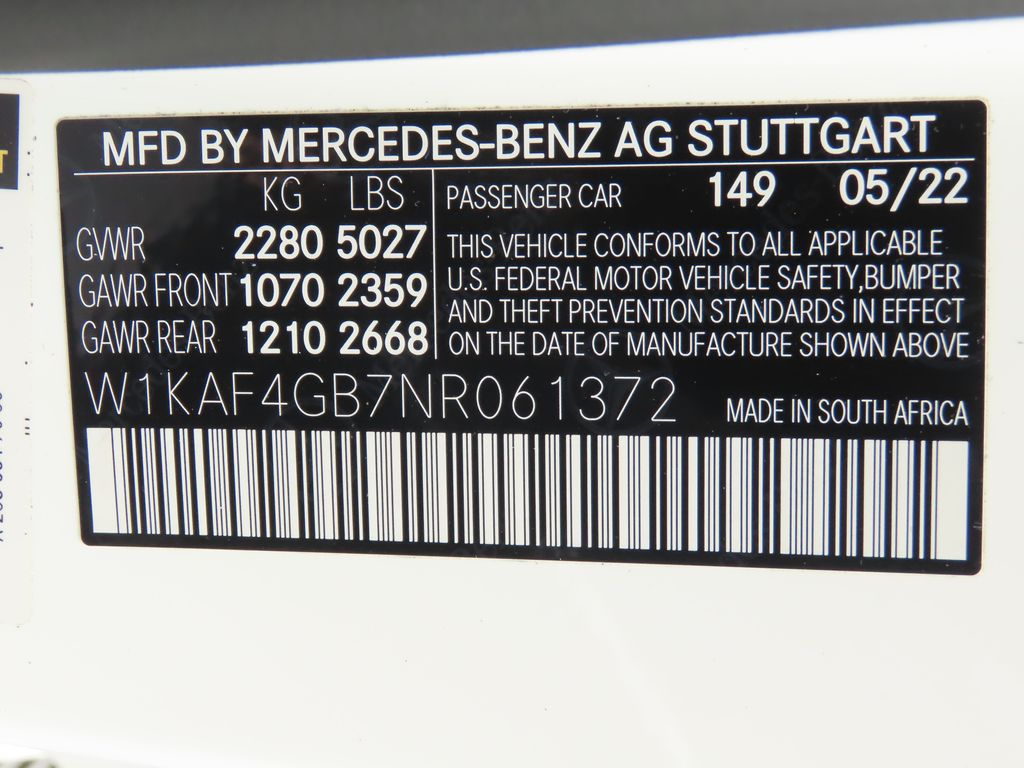 MFD BY MERCEDES-BENZ AG STUTTGART
KG LBS
GVWR 2280 5027
GAWR FRONT 1070 2359
GAWR REAR 1210 2668
PASSENGER CAR 149 05/22
THIS VEHICLE CONFORMS TO ALL APPLICABLE
U.S. FEDERAL MOTOR VEHICLE SAFETY,BUMPER
AND THEFT PREVENTION STANDARDS IN EFFECT
ON THE DATE OF MANUFACTURE SHOWN ABOVE
W1KAF4GB7NR061372
MADE IN SOUTH AFRICA